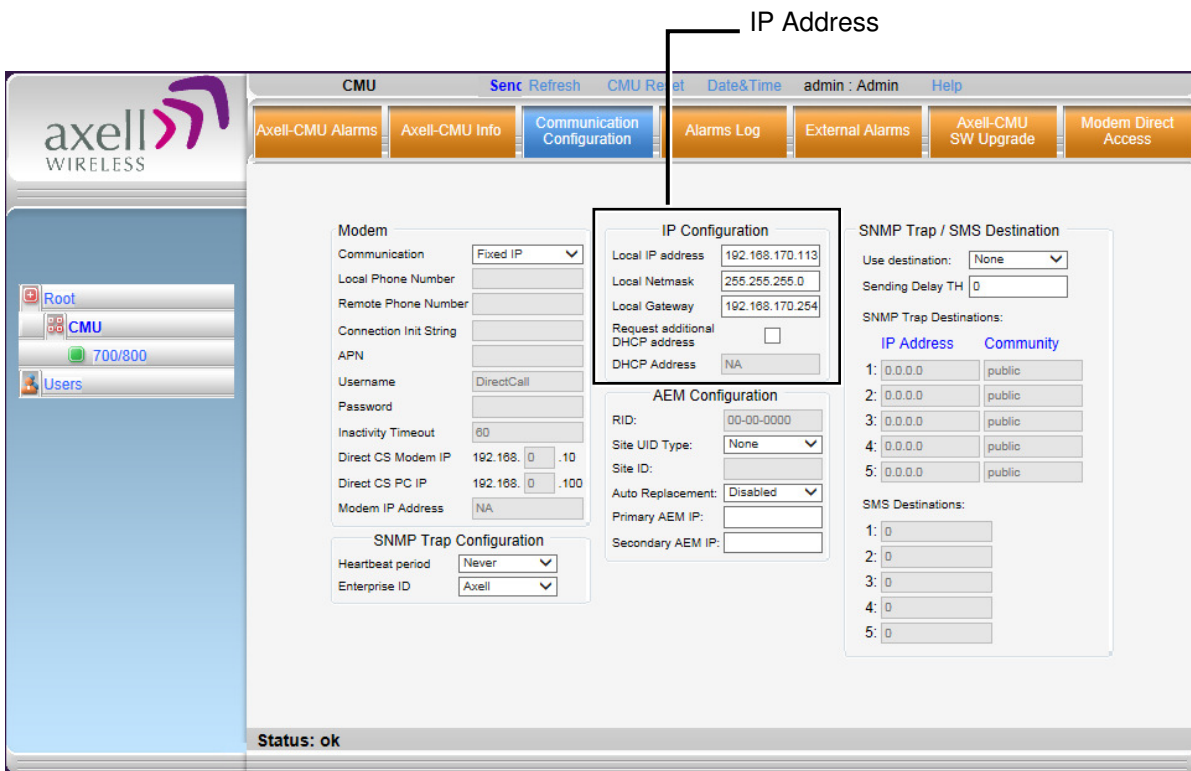 IP Address
axell
WIRELESS
CMU Send Refresh CMU Reset Date&Time admin : Admin Help
Axell-CMU Alarms
Axell-CMU Info
Communication
Configuration
Alarms Log
External Alarms
Axell-CMU
SW Upgrade
Modem Direct
Access
Root
CMU
700/800
Users
Modem
Communication Fixed IP
Local Phone Number
Remote Phone Number
Connection Init String
APN
Username DirectCall
Password
Inactivity Timeout 60
Direct CS Modem IP 192.168. 0 .10
Direct CS PC IP 192.168. 0 .100
Modem IP Address NA
SNMP Trap Configuration
Heartbeat period Never
Enterprise ID Axell
IP Configuration
Local IP address 192.168.170.113
Local Netmask 255.255.255.0
Local Gateway 192.168.170.254
Request additional
DHCP address
DHCP Address NA
AEM Configuration
RID: 00-00-0000
Site UID Type: None
Site ID:
Auto Replacement: Disabled
Primary AEM IP:
Secondary AEM IP:
SNMP Trap / SMS Destination
Use destination: None
Sending Delay TH 0
SNMP Trap Destinations:
IP Address Community
1: 0.0.0.0 public
2: 0.0.0.0 public
3: 0.0.0.0 public
4: 0.0.0.0 public
5: 0.0.0.0 public
SMS Destinations:
1: 0
2: 0
3: 0
4: 0
5: 0
Status: ok